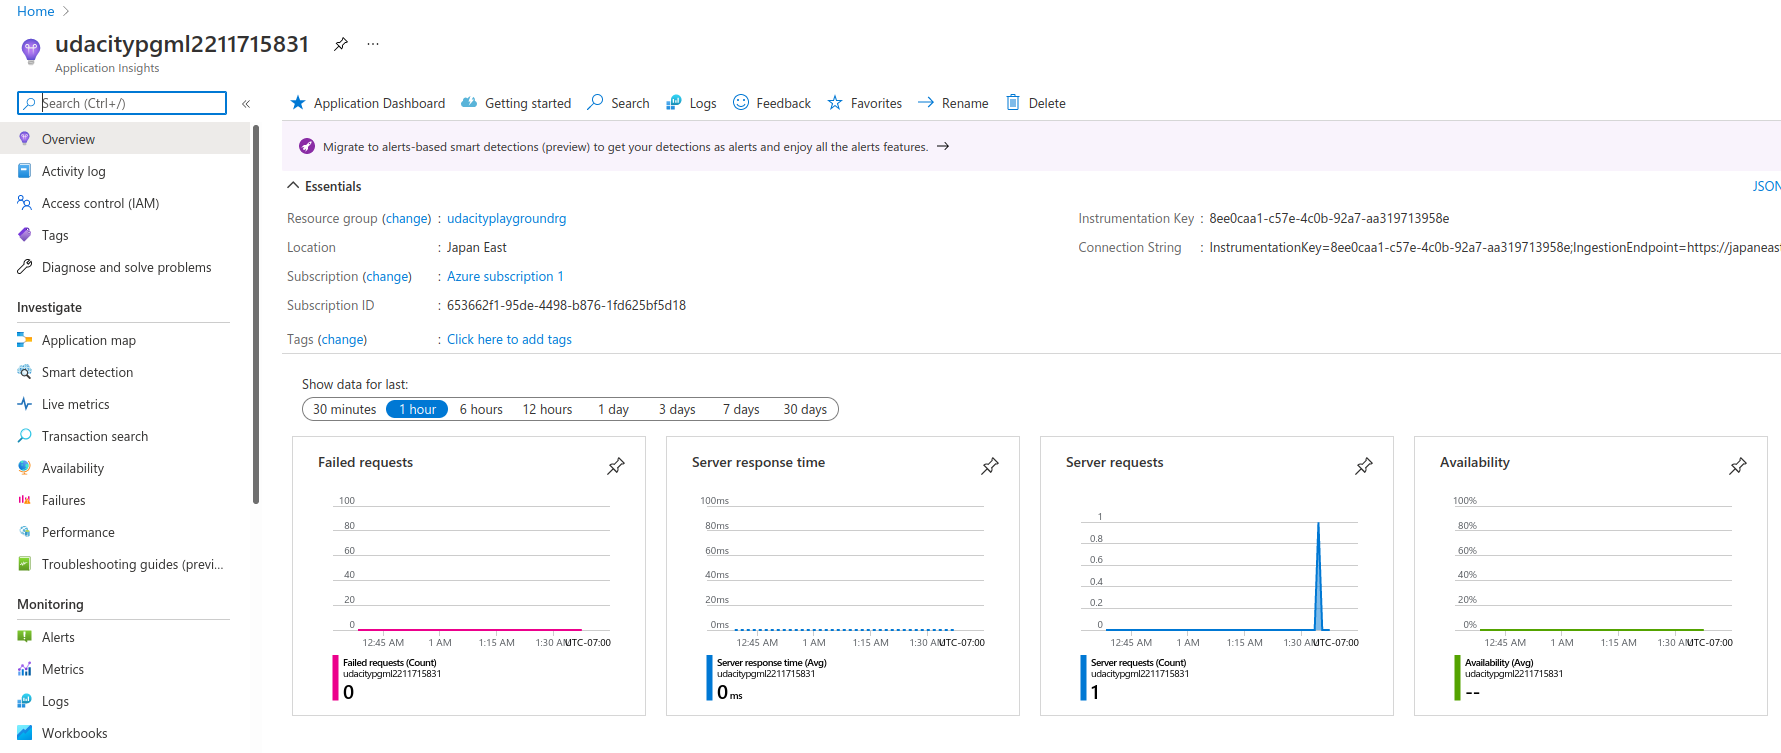 Home
udacitypgml2211715831
Application Insights
Search (Ctrl+/)
Overview
Activity log
Access control (IAM)
Tags
Diagnose and solve problems
Investigate
Application map
Smart detection
Live metrics
Transaction search
Availability
Failures
Performance
Troubleshooting guides (previ...
Monitoring
Alerts
Metrics
Logs
Workbooks
Application Dashboard Getting started Search Logs Feedback Favorites Rename Delete
Migrate to alerts-based smart detections (preview) to get your detections as alerts and enjoy all the alerts features.
Essentials
JSON
Resource group (change) : udacityplaygroundrg
Location : Japan East
Subscription (change) : Azure subscription 1
Subscription ID : 653662f1-95de-4498-b876-1fd625bf5d18
Tags (change) : Click here to add tags
Instrumentation Key : 8ee0caa1-c57e-4c0b-92a7-aa319713958e
Connection String : InstrumentationKey=8ee0caa1-c57e-4c0b-92a7-aa319713958e;IngestionEndpoint=https://japaneas
Show data for last:
30 minutes 1 hour 6 hours 12 hours 1 day 3 days 7 days 30 days
Failed requests
100
80
60
40
20
0
12:45 AM 1 AM 1:15 AM 1:30 AM UTC-07:00
Failed requests (Count)
udacitypgml2211715831
0
Server response time
100ms
80ms
60ms
40ms
20ms
0ms
12:45 AM 1 AM 1:15 AM 1:30 AM UTC-07:00
Server response time (Avg)
udacitypgml2211715831
0 ms
Server requests
1
0.8
0.6
0.4
0.2
0
12:45 AM 1 AM 1:15 AM 1:30 AM UTC-07:00
Server requests (Count)
udacitypgml2211715831
1
Availability
100%
80%
60%
40%
20%
0%
12:45 AM 1 AM 1:15 AM 1:30 AM UTC-07:00
Availability (Avg)
udacitypgml2211715831
--